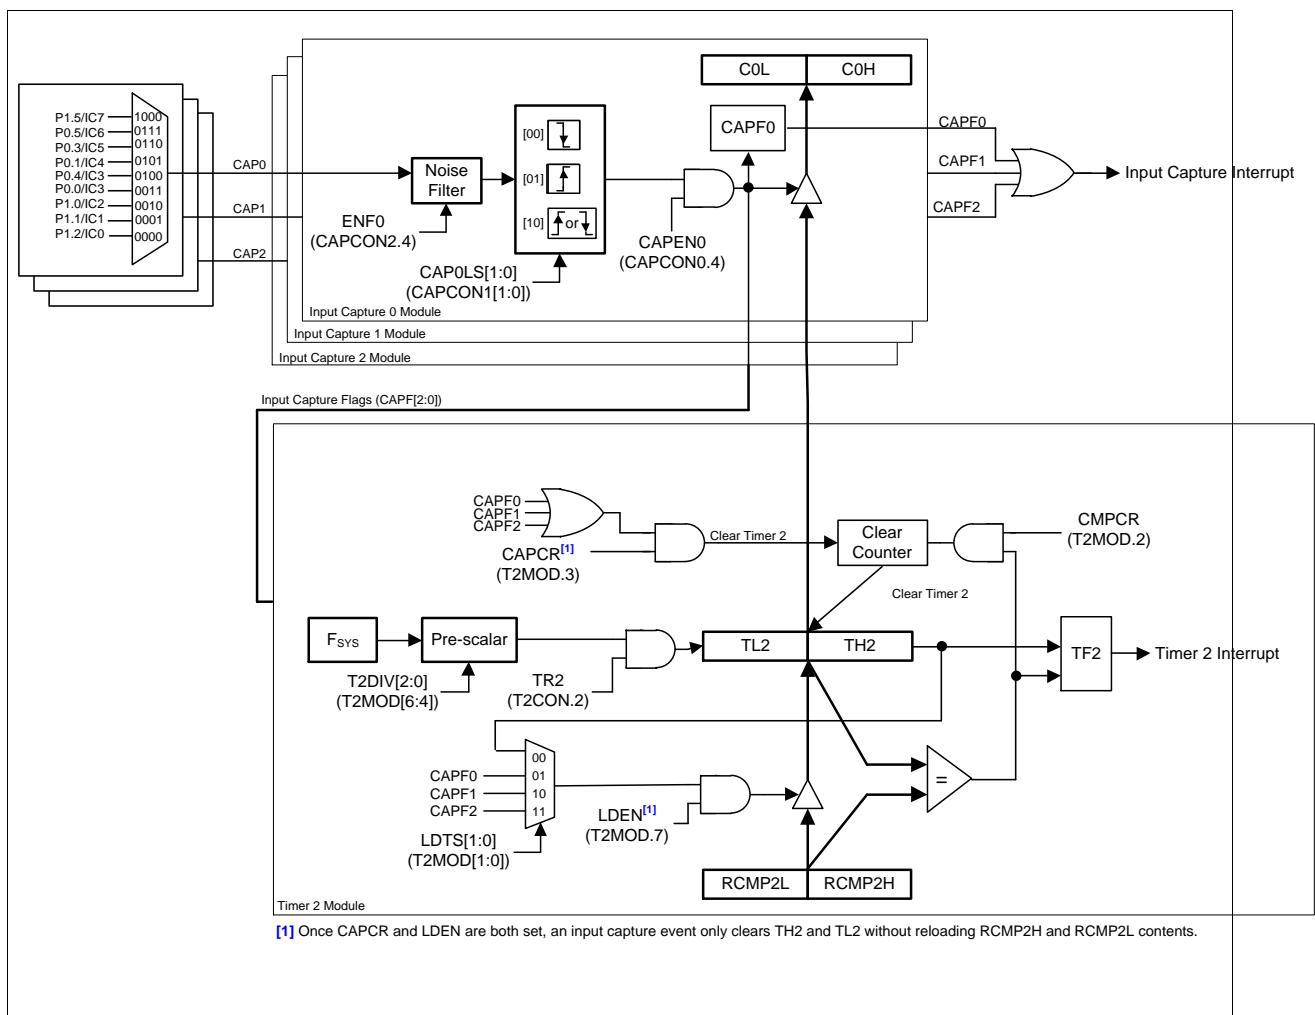 C0L C0H
P1.5/IC7 1000
P0.5/IC6 0111
P0.3/IC5 0110
P0.1/IC4 0101
P0.4/IC3 0100
P0.0/IC3 0011
P1.0/IC2 0010
P1.1/IC1 0001
P1.2/IC0 0000
CAP0
CAP1
CAP2
Noise
Filter
ENF0
(CAPCON2.4)
[00]
[01]
[10] or
CAP0LS[1:0]
(CAPCON1[1:0])
CAPEN0
(CAPCON0.4)
CAPF0
CAPF0
CAPF1
CAPF2
Input Capture Interrupt
Input Capture 0 Module
Input Capture 1 Module
Input Capture 2 Module
Input Capture Flags (CAPF[2:0])
CAPF0
CAPF1
CAPF2
CAPCR[1]
(T2MOD.3)
Clear Timer 2
Clear
Counter
CMPCR
(T2MOD.2)
Clear Timer 2
FSYS
Pre-scalar
T2DIV[2:0]
(T2MOD[6:4])
TR2
(T2CON.2)
TL2 TH2
TF2
Timer 2 Interrupt
00
CAPF0 01
CAPF1 10
CAPF2 11
LDTS[1:0]
(T2MOD[1:0])
LDEN[1]
(T2MOD.7)
=
RCMP2L RCMP2H
Timer 2 Module
[1] Once CAPCR and LDEN are both set, an input capture event only clears TH2 and TL2 without reloading RCMP2H and RCMP2L contents.